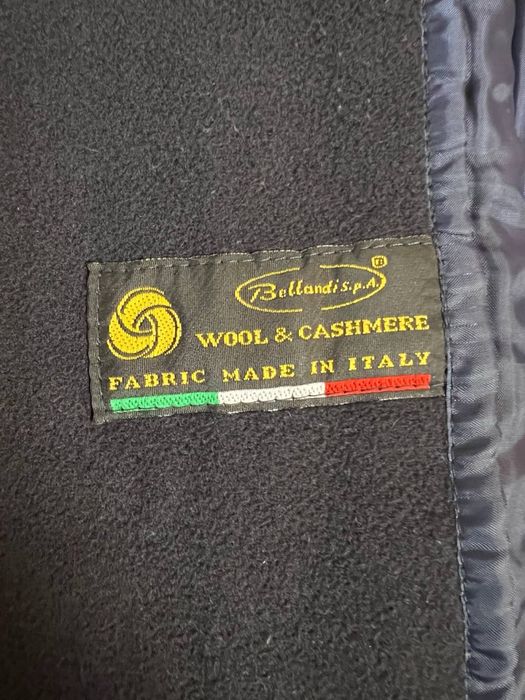 Bellandi S.p.A. ®
WOOL & CASHMERE
FABRIC MADE IN ITALY